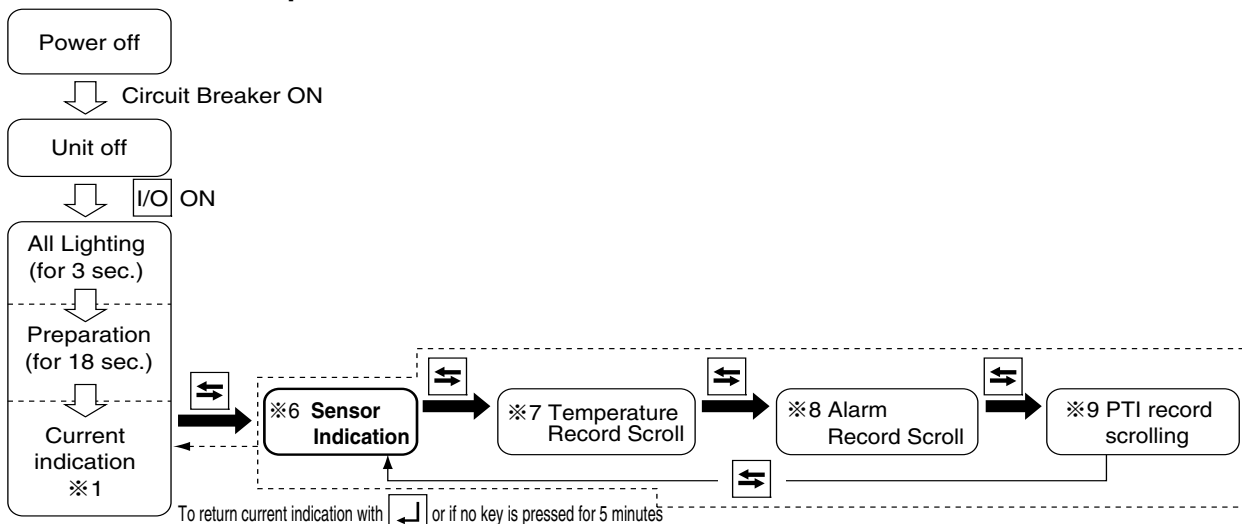 Power off
Circuit Breaker ON
Unit off
I/O ON
All Lighting
(for 3 sec.)
Preparation
(for 18 sec.)
Current
indication
※1
※6 Sensor
Indication
※7 Temperature
Record Scroll
※8 Alarm
Record Scroll
※9 PTI record
scrolling
To return current indication with or if no key is pressed for 5 minutes